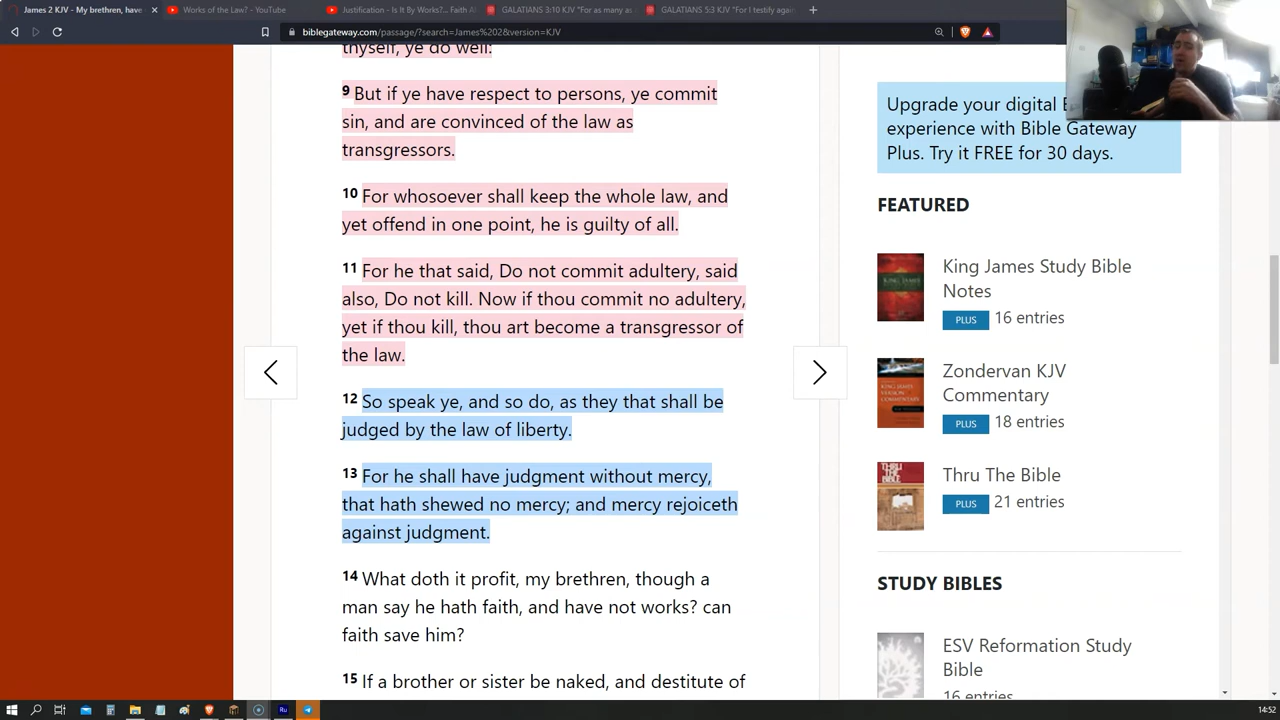 James 2 KJV - My brethren, have
Works of the Law? - YouTube
Justification - Is It By Works?... Faith Al
GALATIANS 3:10 KJV "For as many as
GALATIANS 5:3 KJV "For I testify again
biblegateway.com/passage/?search=James%202&version=KJV
thyself, ye do well:
9 But if ye have respect to persons, ye commit
sin, and are convinced of the law as
transgressors.
10 For whosoever shall keep the whole law, and
yet offend in one point, he is guilty of all.
11 For he that said, Do not commit adultery, said
also, Do not kill. Now if thou commit no adultery,
yet if thou kill, thou art become a transgressor of
the law.
12 So speak ye, and so do, as they that shall be
judged by the law of liberty.
13 For he shall have judgment without mercy,
that hath shewed no mercy; and mercy rejoiceth
against judgment.
14 What doth it profit, my brethren, though a
man say he hath faith, and have not works? can
faith save him?
15 If a brother or sister be naked, and destitute of
Upgrade your digital
experience with Bible Gateway
Plus. Try it FREE for 30 days.
FEATURED
King James Study Bible
Notes
PLUS 16 entries
Zondervan KJV
Commentary
PLUS 18 entries
Thru The Bible
PLUS 21 entries
STUDY BIBLES
ESV Reformation Study
Bible
16 entries
14:52